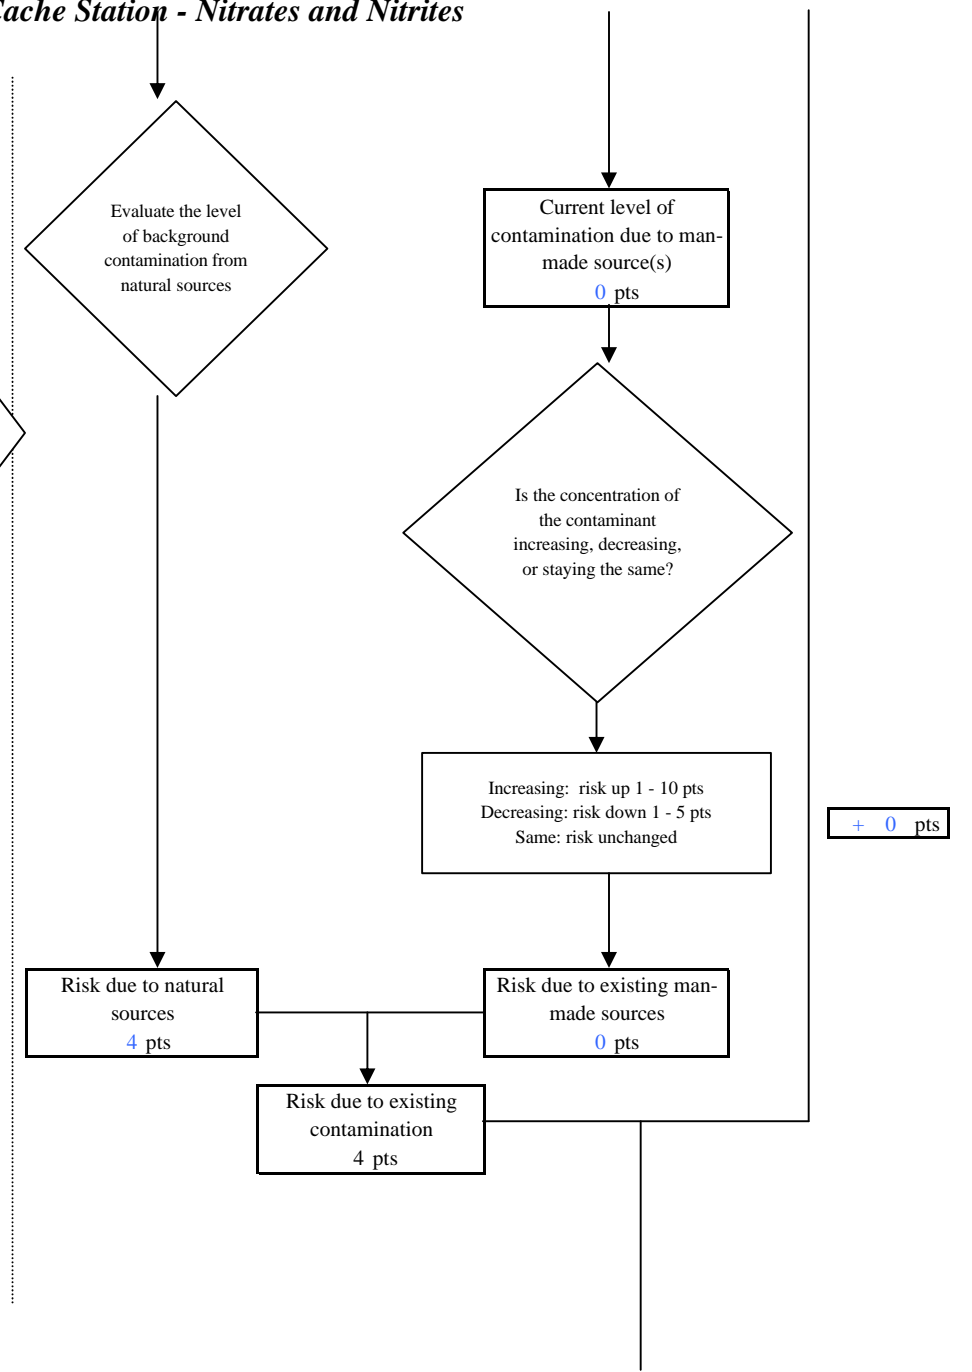 Cache Station - Nitrates and Nitrites
Evaluate the level
of background
contamination from
natural sources
Current level of
contamination due to man-
made source(s)
0 pts
Is the concentration of
the contaminant
increasing, decreasing,
or staying the same?
Increasing: risk up 1 - 10 pts
Decreasing: risk down 1 - 5 pts
Same: risk unchanged
+ 0 pts
Risk due to natural
sources
4 pts
Risk due to existing man-
made sources
0 pts
Risk due to existing
contamination
4 pts